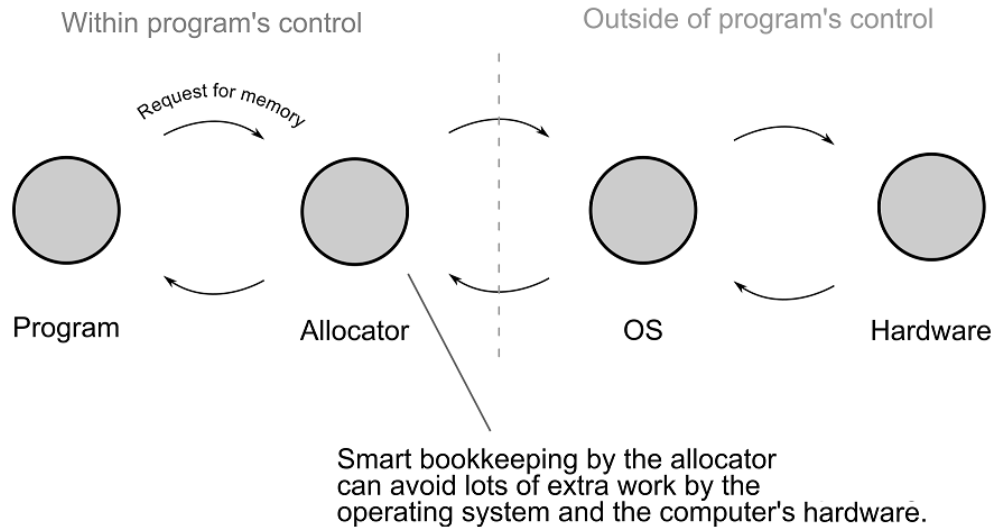 Within program's control
Outside of program's control
Request for memory
Program
Allocator
OS
Hardware
Smart bookkeeping by the allocator
can avoid lots of extra work by the
operating system and the computer's hardware.